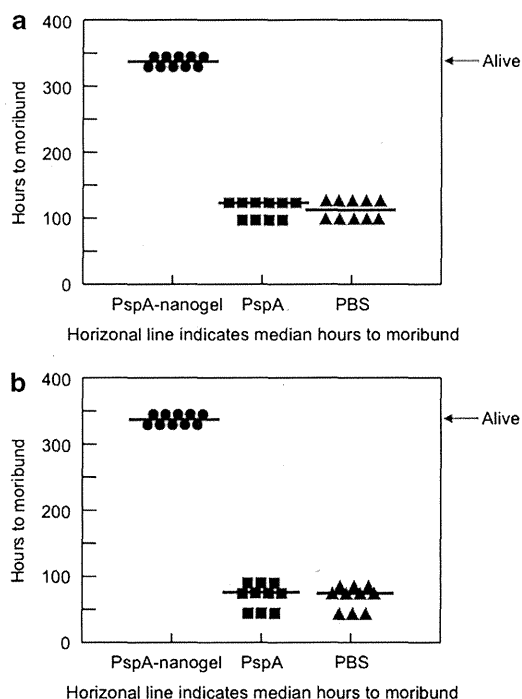 a
400
300
200
100
0
Hours to moribund
Alive
PspA-nanogel PspA PBS
Horizonal line indicates median hours to moribund
b
400
300
200
100
0
Hours to moribund
Alive
PspA-nanogel PspA PBS
Horizonal line indicates median hours to moribund